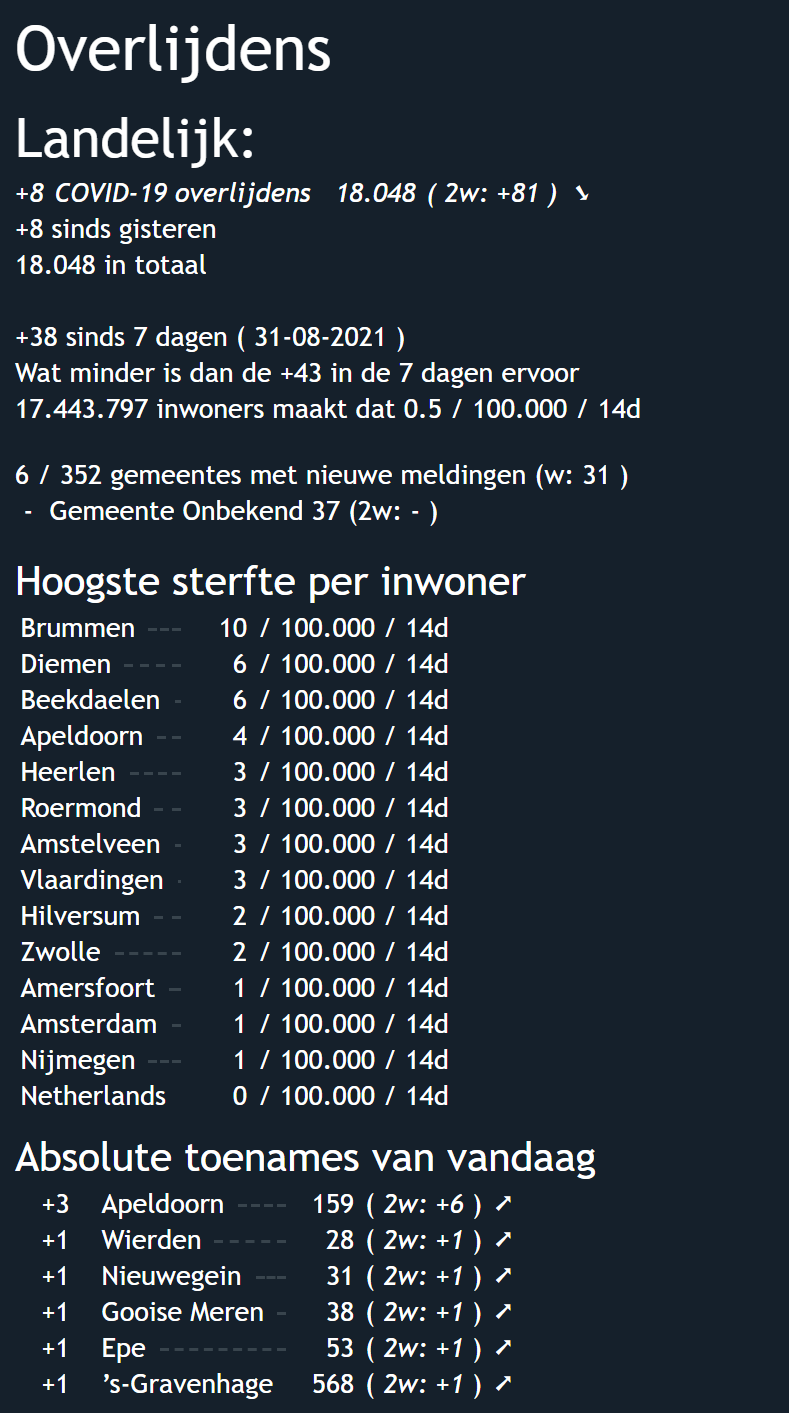 Overlijdens
Landelijk:
+8 COVID-19 overlijdens 18.048 ( 2w: +81 ) ➘
+8 sinds gisteren
18.048 in totaal
+38 sinds 7 dagen ( 31-08-2021 )
Wat minder is dan de +43 in de 7 dagen ervoor
17.443.797 inwoners maakt dat 0.5 / 100.000 / 14d
6 / 352 gemeentes met nieuwe meldingen (w: 31 )
- Gemeente Onbekend 37 (2w: - )
Hoogste sterfte per inwoner
Brummen --- 10 / 100.000 / 14d
Diemen ---- 6 / 100.000 / 14d
Beekdaelen - 6 / 100.000 / 14d
Apeldoorn -- 4 / 100.000 / 14d
Heerlen ---- 3 / 100.000 / 14d
Roermond -- 3 / 100.000 / 14d
Amstelveen - 3 / 100.000 / 14d
Vlaardingen - 3 / 100.000 / 14d
Hilversum -- 2 / 100.000 / 14d
Zwolle ----- 2 / 100.000 / 14d
Amersfoort - 1 / 100.000 / 14d
Amsterdam - 1 / 100.000 / 14d
Nijmegen --- 1 / 100.000 / 14d
Netherlands 0 / 100.000 / 14d
Absolute toenames van vandaag
+3 Apeldoorn ---- 159 ( 2w: +6 ) ➚
+1 Wierden ----- 28 ( 2w: +1 ) ➚
+1 Nieuwegein --- 31 ( 2w: +1 ) ➚
+1 Gooise Meren - 38 ( 2w: +1 ) ➚
+1 Epe --------- 53 ( 2w: +1 ) ➚
+1 ’s-Gravenhage 568 ( 2w: +1 ) ➚